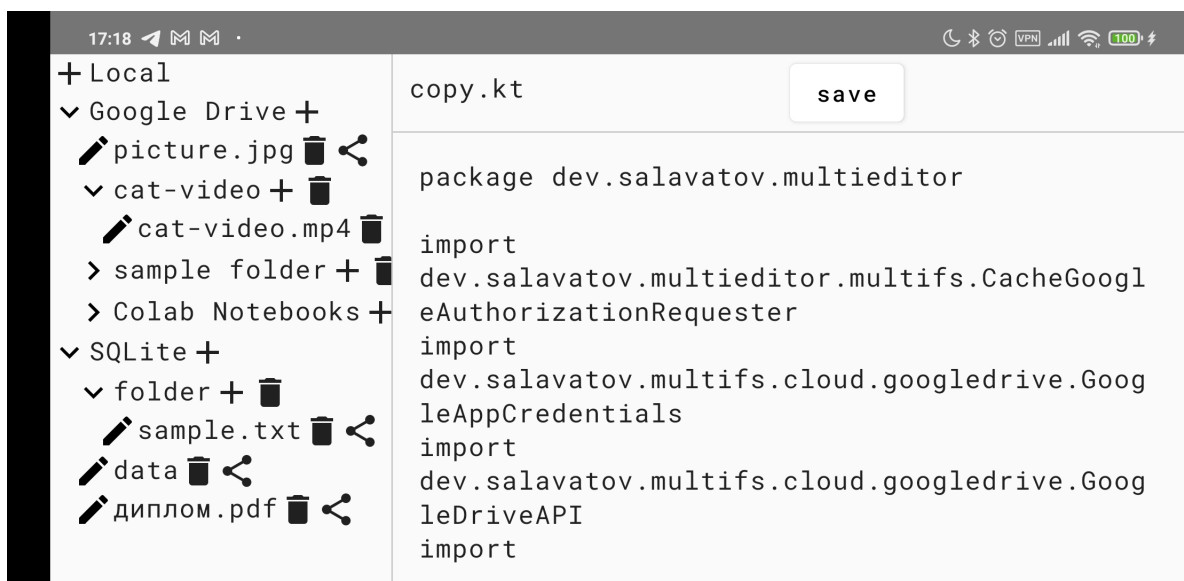 17:18
VPN
100
Local
Google Drive
picture.jpg
cat-video
cat-video.mp4
sample folder
Colab Notebooks
SQLite
folder
sample.txt
data
диплом.pdf
copy.kt
save
package dev.salavatov.multieditor
import
dev.salavatov.multieditor.multifs.CacheGoogl
eAuthorizationRequester
import
dev.salavatov.multifs.cloud.googledrive.Goog
leAppCredentials
import
dev.salavatov.multifs.cloud.googledrive.Goog
leDriveAPI
import